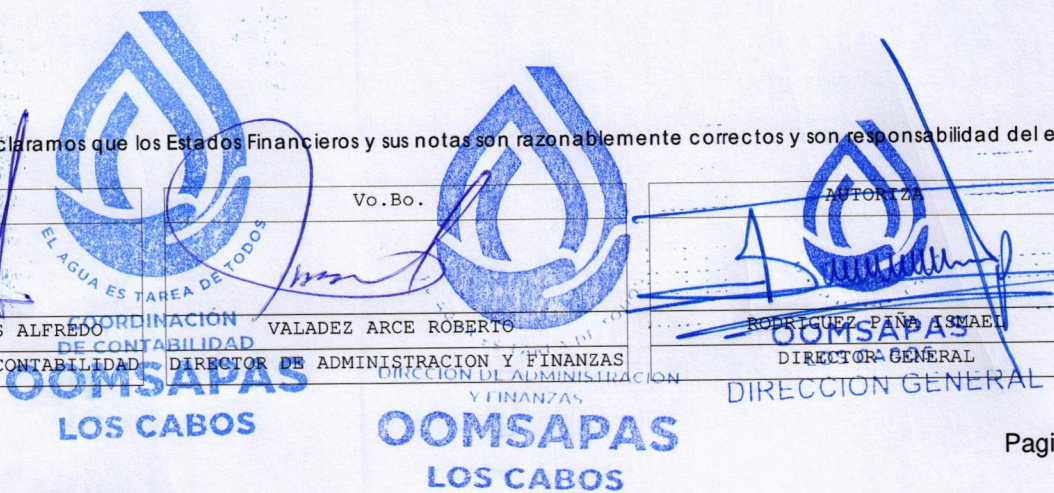 claramos que los Estados Financieros y sus notas son razonablemente correctos y son responsabilidad del e
Vo.Bo.
AUTORIZA
EL AGUA ES TAREA DE TODOS
S ALFREDO
VALADEZ ARCE ROBERTO
RODRIGUEZ PIÑA ISMAEL
CONTABILIDAD
DIRECTOR DE ADMINISTRACION Y FINANZAS
DIRECTOR GENERAL
COORDINACIÓN
DE CONTABILIDAD
OOMSAPAS
LOS CABOS
DIRCCIÓN DE ADMINISTRACIÓN
Y FINANZAS
OOMSAPAS
LOS CABOS
OOMSAPAS
DIRECCIÓN GENERAL
Pagi